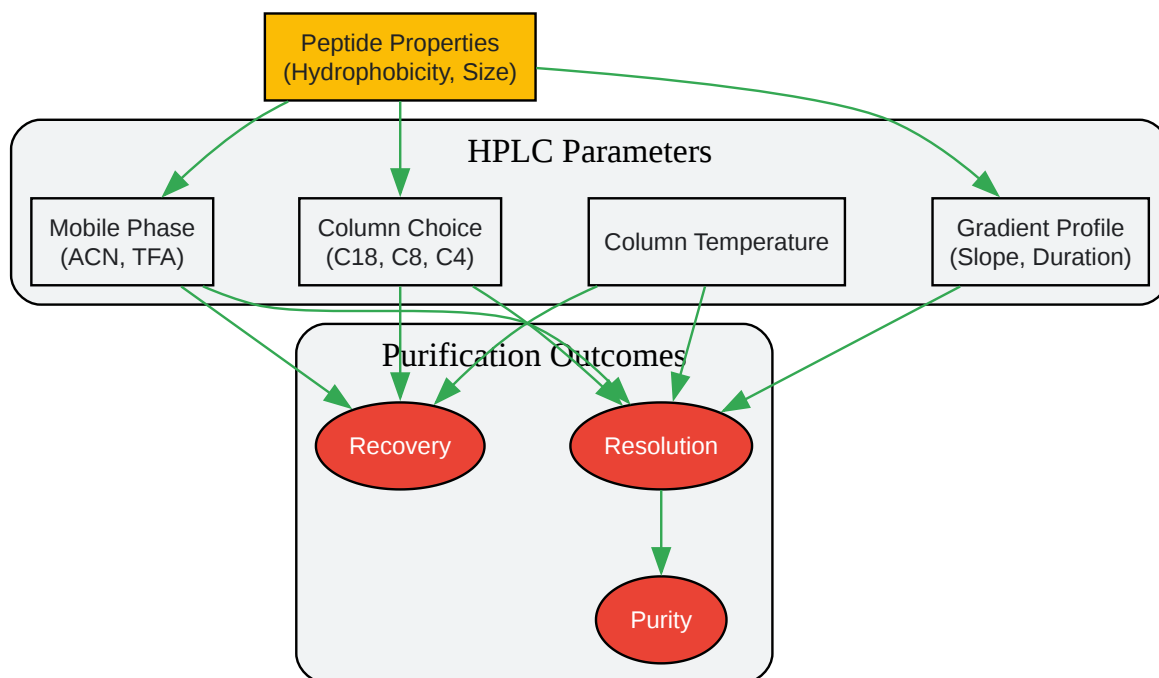 Peptide Properties
(Hydrophobicity, Size)
HPLC Parameters
Mobile Phase
(ACN, TFA)
Column Choice
(C18, C8, C4)
Column Temperature
Gradient Profile
(Slope, Duration)
Purification Outcomes
Recovery
Resolution
Purity